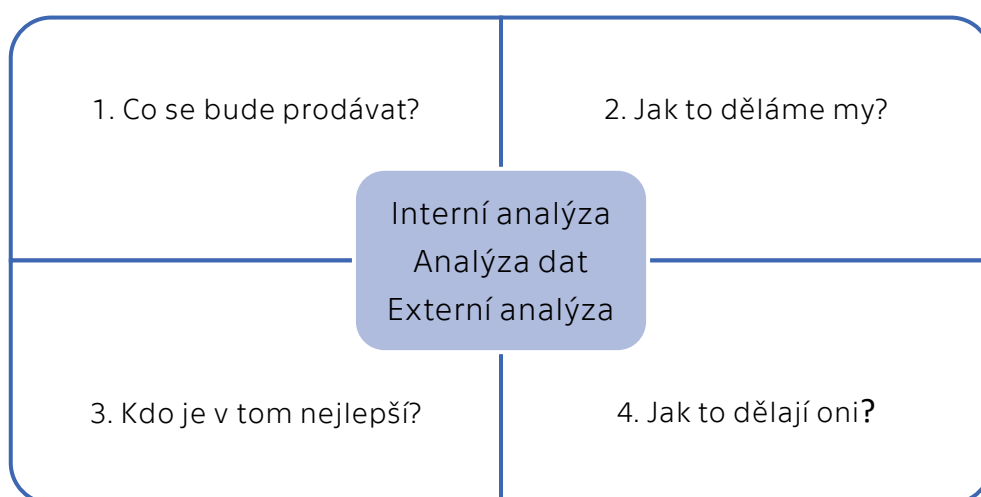 1. Co se bude prodávat?
2. Jak to děláme my?
Interní analýza
Analýza dat
Externí analýza
3. Kdo je v tom nejlepší?
4. Jak to dělají oni?